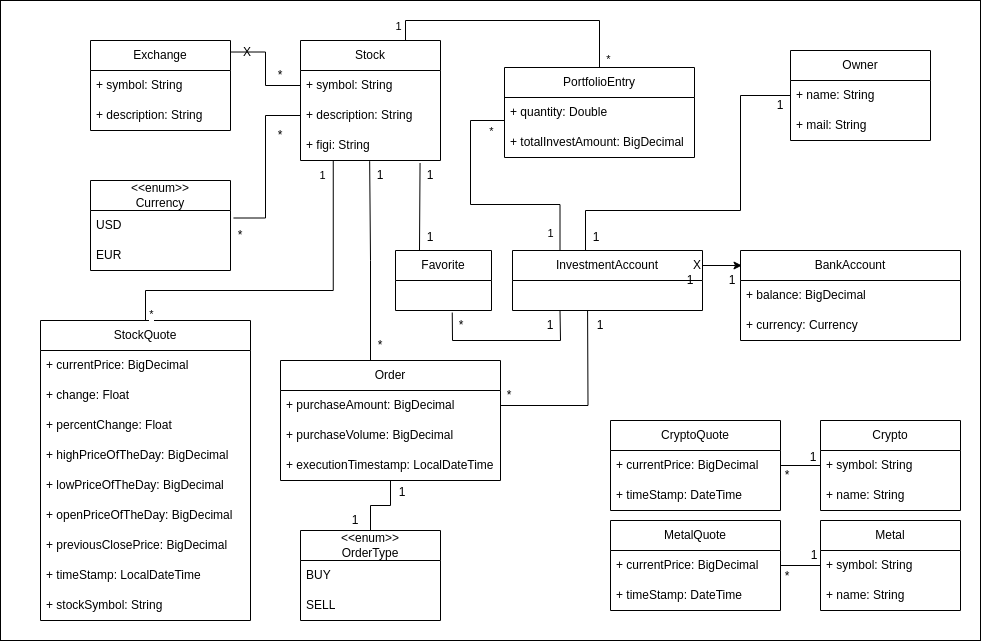 Exchange
+ symbol: String
+ description: String
X
*
Stock
+ symbol: String
+ description: String
+ figi: String
1
*
PortfolioEntry
+ quantity: Double
+ totalInvestAmount: BigDecimal
*
Owner
+ name: String
+ mail: String
1
<<enum>>
Currency
USD
EUR
*
*
1
1
1
1
1
1
Favorite
*
InvestmentAccount
X
1
1
1
1
BankAccount
+ balance: BigDecimal
+ currency: Currency
*
StockQuote
+ currentPrice: BigDecimal
+ change: Float
+ percentChange: Float
+ highPriceOfTheDay: BigDecimal
+ lowPriceOfTheDay: BigDecimal
+ openPriceOfTheDay: BigDecimal
+ previousClosePrice: BigDecimal
+ timeStamp: LocalDateTime
+ stockSymbol: String
*
Order
+ purchaseAmount: BigDecimal
+ purchaseVolume: BigDecimal
+ executionTimestamp: LocalDateTime
*
1
1
<<enum>>
OrderType
BUY
SELL
CryptoQuote
+ currentPrice: BigDecimal
+ timeStamp: DateTime
*
1
Crypto
+ symbol: String
+ name: String
MetalQuote
+ currentPrice: BigDecimal
+ timeStamp: DateTime
*
1
Metal
+ symbol: String
+ name: String